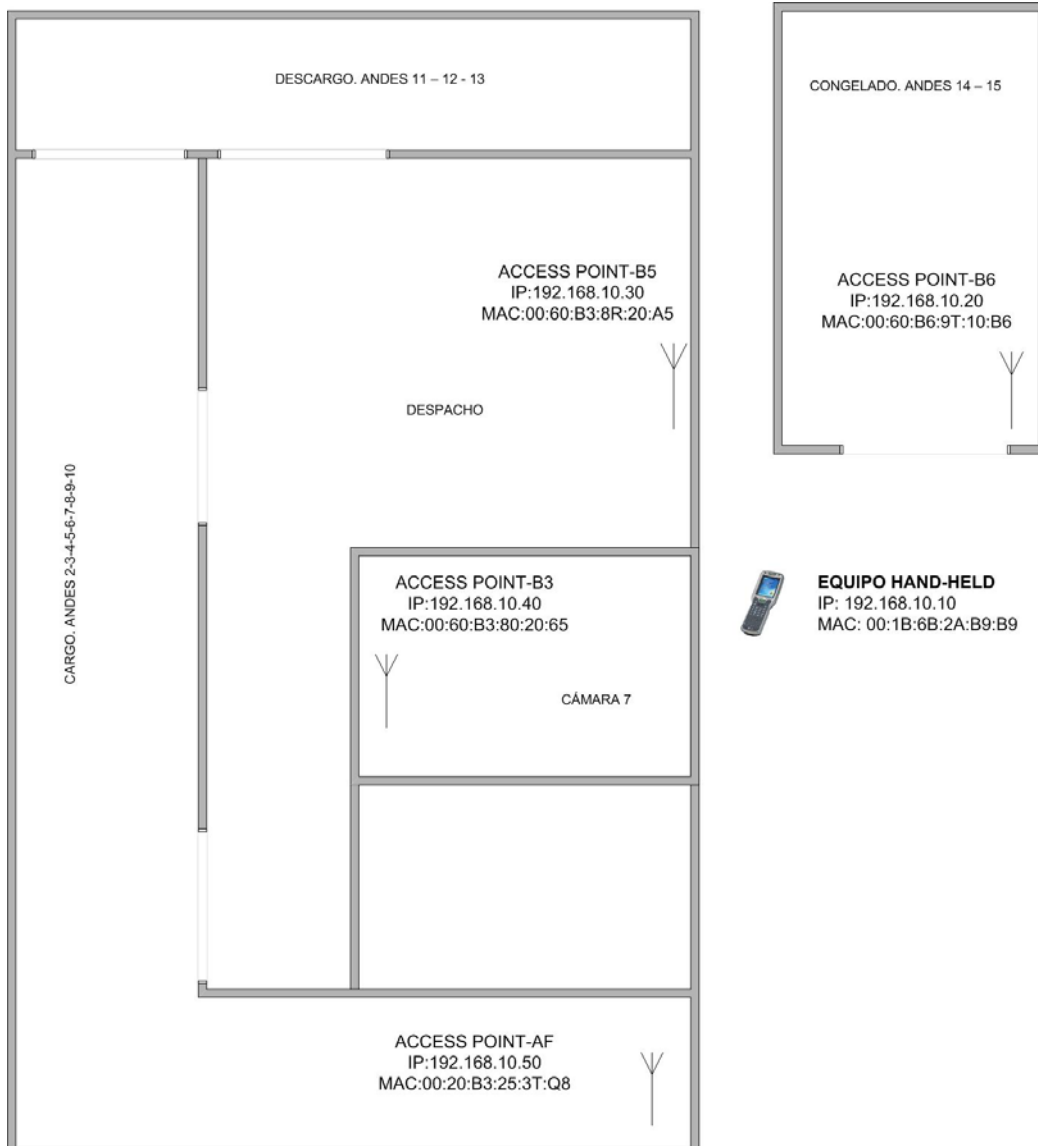 DESCARGO. ANDES 11 – 12 - 13
CONGELADO. ANDES 14 – 15
ACCESS POINT-B5
IP:192.168.10.30
MAC:00:60:B3:8R:20:A5
ACCESS POINT-B6
IP:192.168.10.20
MAC:00:60:B6:9T:10:B6
DESPACHO
CARGO. ANDES 2-3-4-5-6-7-8-9-10
ACCESS POINT-B3
IP:192.168.10.40
MAC:00:60:B3:80:20:65
CÁMARA 7
EQUIPO HAND-HELD
IP: 192.168.10.10
MAC: 00:1B:6B:2A:B9:B9
ACCESS POINT-AF
IP:192.168.10.50
MAC:00:20:B3:25:3T:Q8